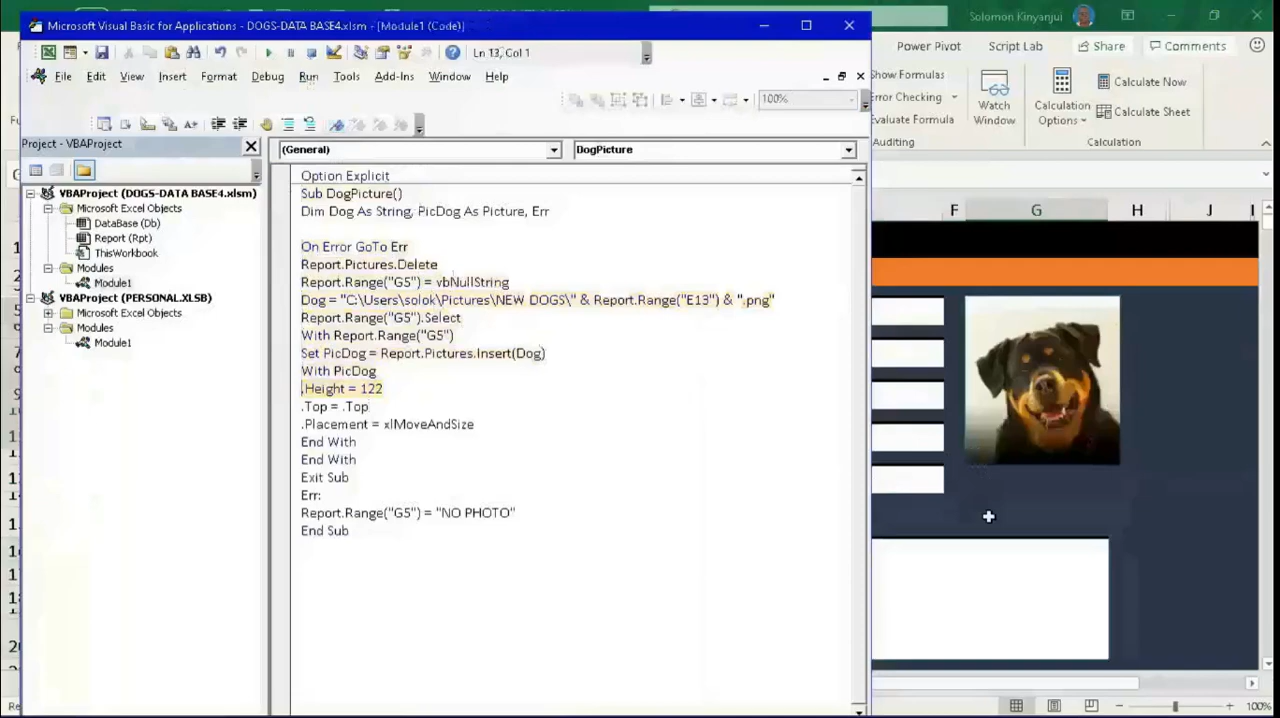 Microsoft Visual Basic for Applications - DOGS-DATA BASE4.xlsm - [Module1 (Code)]
Solomon Kinyanjui
Ln 13, Col 1
File Edit View Insert Format Debug Run Tools Add-Ins Window Help
100%
Project - VBAProject
(General)
DogPicture
VBAProject (DOGS-DATA BASE4.xlsm)
Microsoft Excel Objects
DataBase (Db)
Report (Rpt)
ThisWorkbook
Modules
Module1
VBAProject (PERSONAL.XLSB)
Microsoft Excel Objects
Modules
Module1
Option Explicit
Sub DogPicture()
Dim Dog As String, PicDog As Picture, Err
On Error GoTo Err
Report.Pictures.Delete
Report.Range("G5") = vbNullString
Dog = "C:\Users\solok\Pictures\NEW DOGS\" & Report.Range("E13") & ".png"
Report.Range("G5").Select
With Report.Range("G5")
Set PicDog = Report.Pictures.Insert(Dog)
With PicDog
.Height = 122
.Top = .Top
.Placement = xlMoveAndSize
End With
End With
Exit Sub
Err:
Report.Range("G5") = "NO PHOTO"
End Sub
Power Pivot Script Lab Share Comments
Show Formulas
Error Checking
Evaluate Formula
Auditing
Watch
Window
Calculation
Options
Calculate Now
Calculate Sheet
Calculation
F G H J
100%